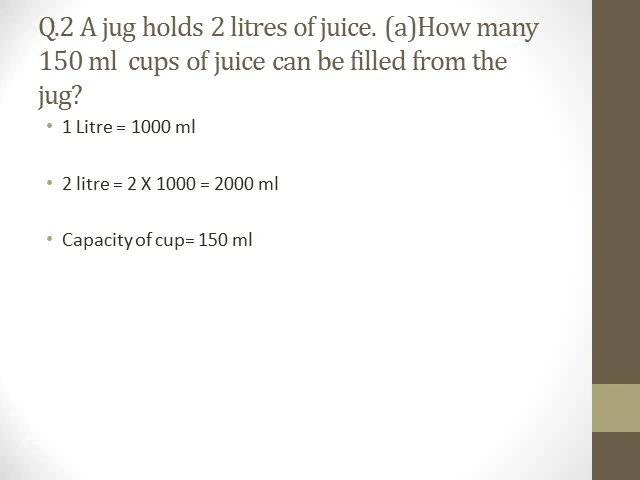 Q.2 A jug holds 2 litres of juice. (a)How many
150 ml cups of juice can be filled from the
jug?
• 1 Litre = 1000 ml
• 2 litre = 2 X 1000 = 2000 ml
• Capacity of cup= 150 ml